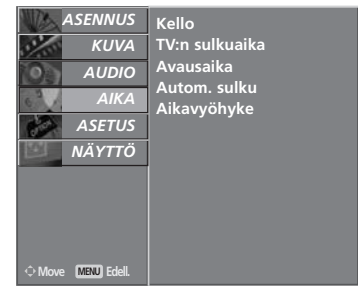 ASENNUS
KUVA
AUDIO
AIKA
ASETUS
NÄYTTÖ
Move MENU Edell.
Kello
TV:n sulkuaika
Avausaika
Autom. sulku
Aikavyöhyke